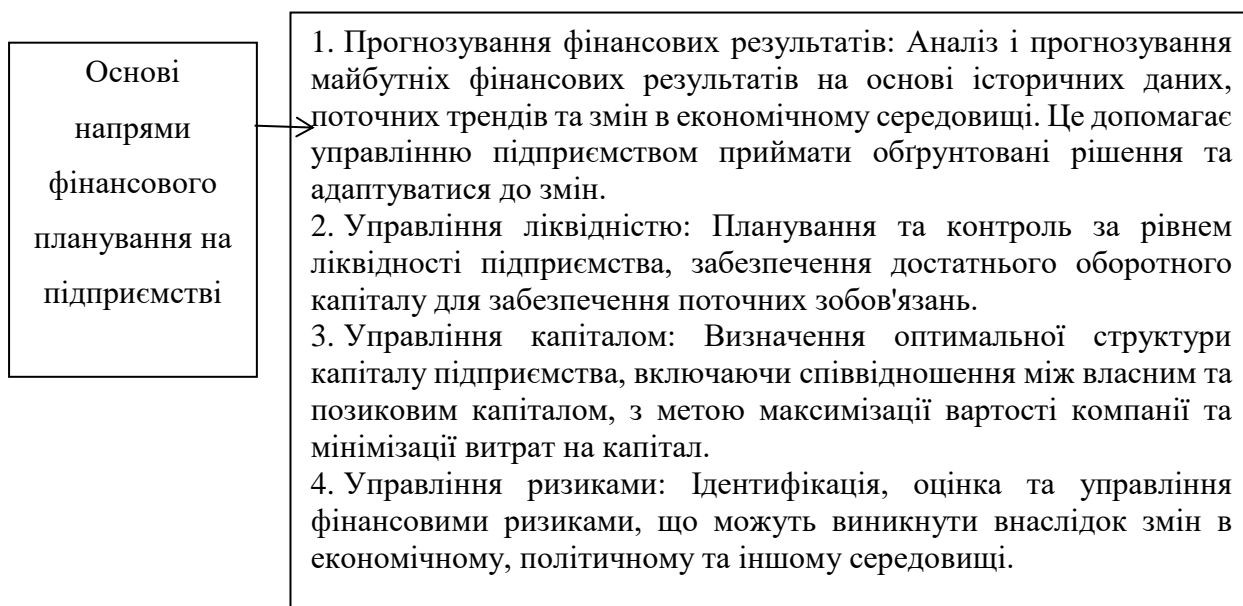 Основі
напрями
фінансового
планування на
підприємстві
1. Прогнозування фінансових результатів: Аналіз і прогнозування
майбутніх фінансових результатів на основі історичних даних,
поточних трендів та змін в економічному середовищі. Це допомагає
управлінню підприємством приймати обґрунтовані рішення та
адаптуватися до змін.
2. Управління ліквідністю: Планування та контроль за рівнем
ліквідності підприємства, забезпечення достатнього оборотного
капіталу для забезпечення поточних зобов'язань.
3. Управління капіталом: Визначення оптимальної структури
капіталу підприємства, включаючи співвідношення між власним та
позиковим капіталом, з метою максимізації вартості компанії та
мінімізації витрат на капітал.
4. Управління ризиками: Ідентифікація, оцінка та управління
фінансовими ризиками, що можуть виникнути внаслідок змін в
економічному, політичному та іншому середовищі.